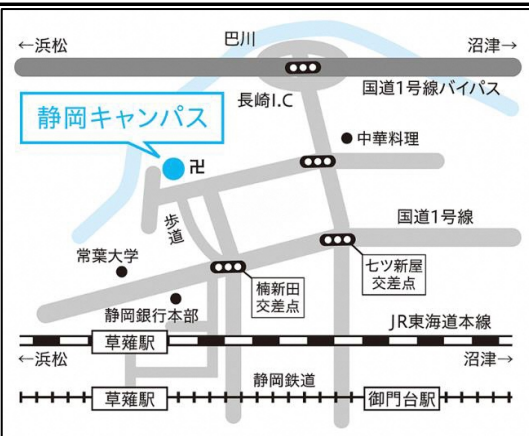 ←浜松
巴川
沼津→
国道1号線バイパス
長崎I.C
静岡キャンパス
中華料理
卍
歩道
国道1号線
常葉大学
楠新田
交差点
七ツ新屋
交差点
静岡銀行本部
JR東海道本線
草薙駅
←浜松
沼津→
静岡鉄道
草薙駅
御門台駅